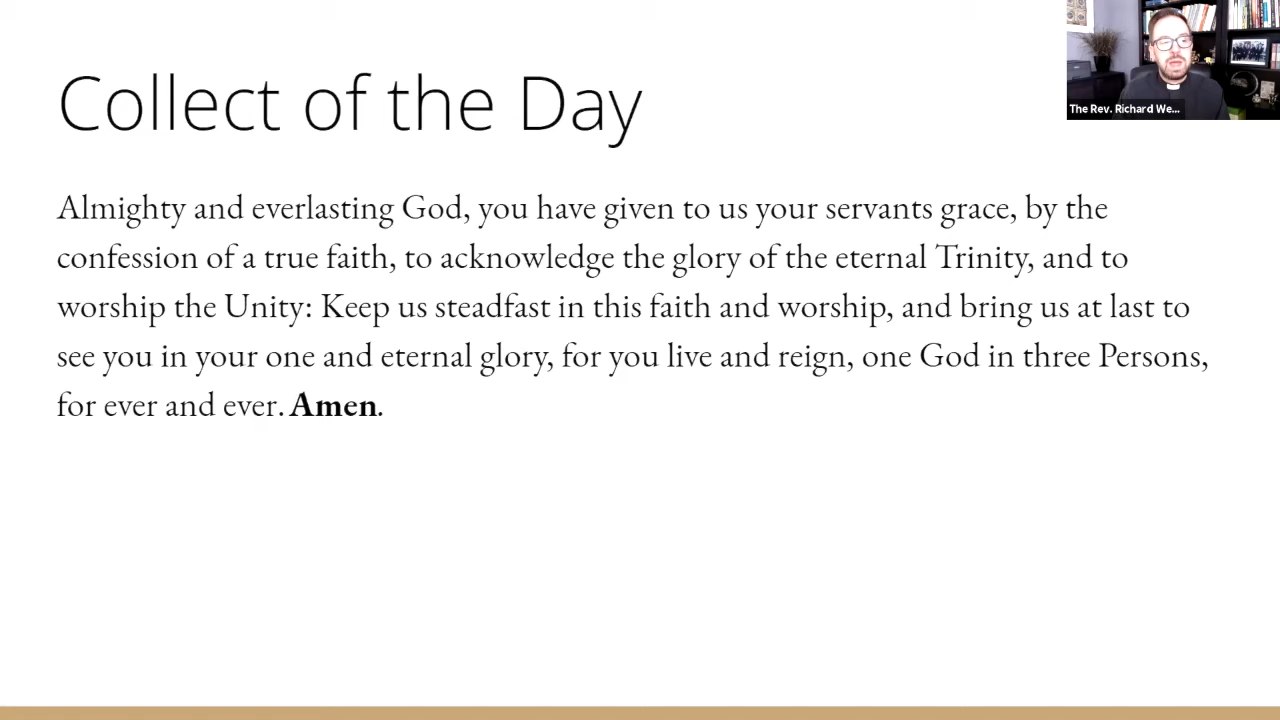 Collect of the Day
The Rev. Richard We...
Almighty and everlasting God, you have given to us your servants grace, by the
confession of a true faith, to acknowledge the glory of the eternal Trinity, and to
worship the Unity: Keep us steadfast in this faith and worship, and bring us at last to
see you in your one and eternal glory, for you live and reign, one God in three Persons,
for ever and ever. Amen.